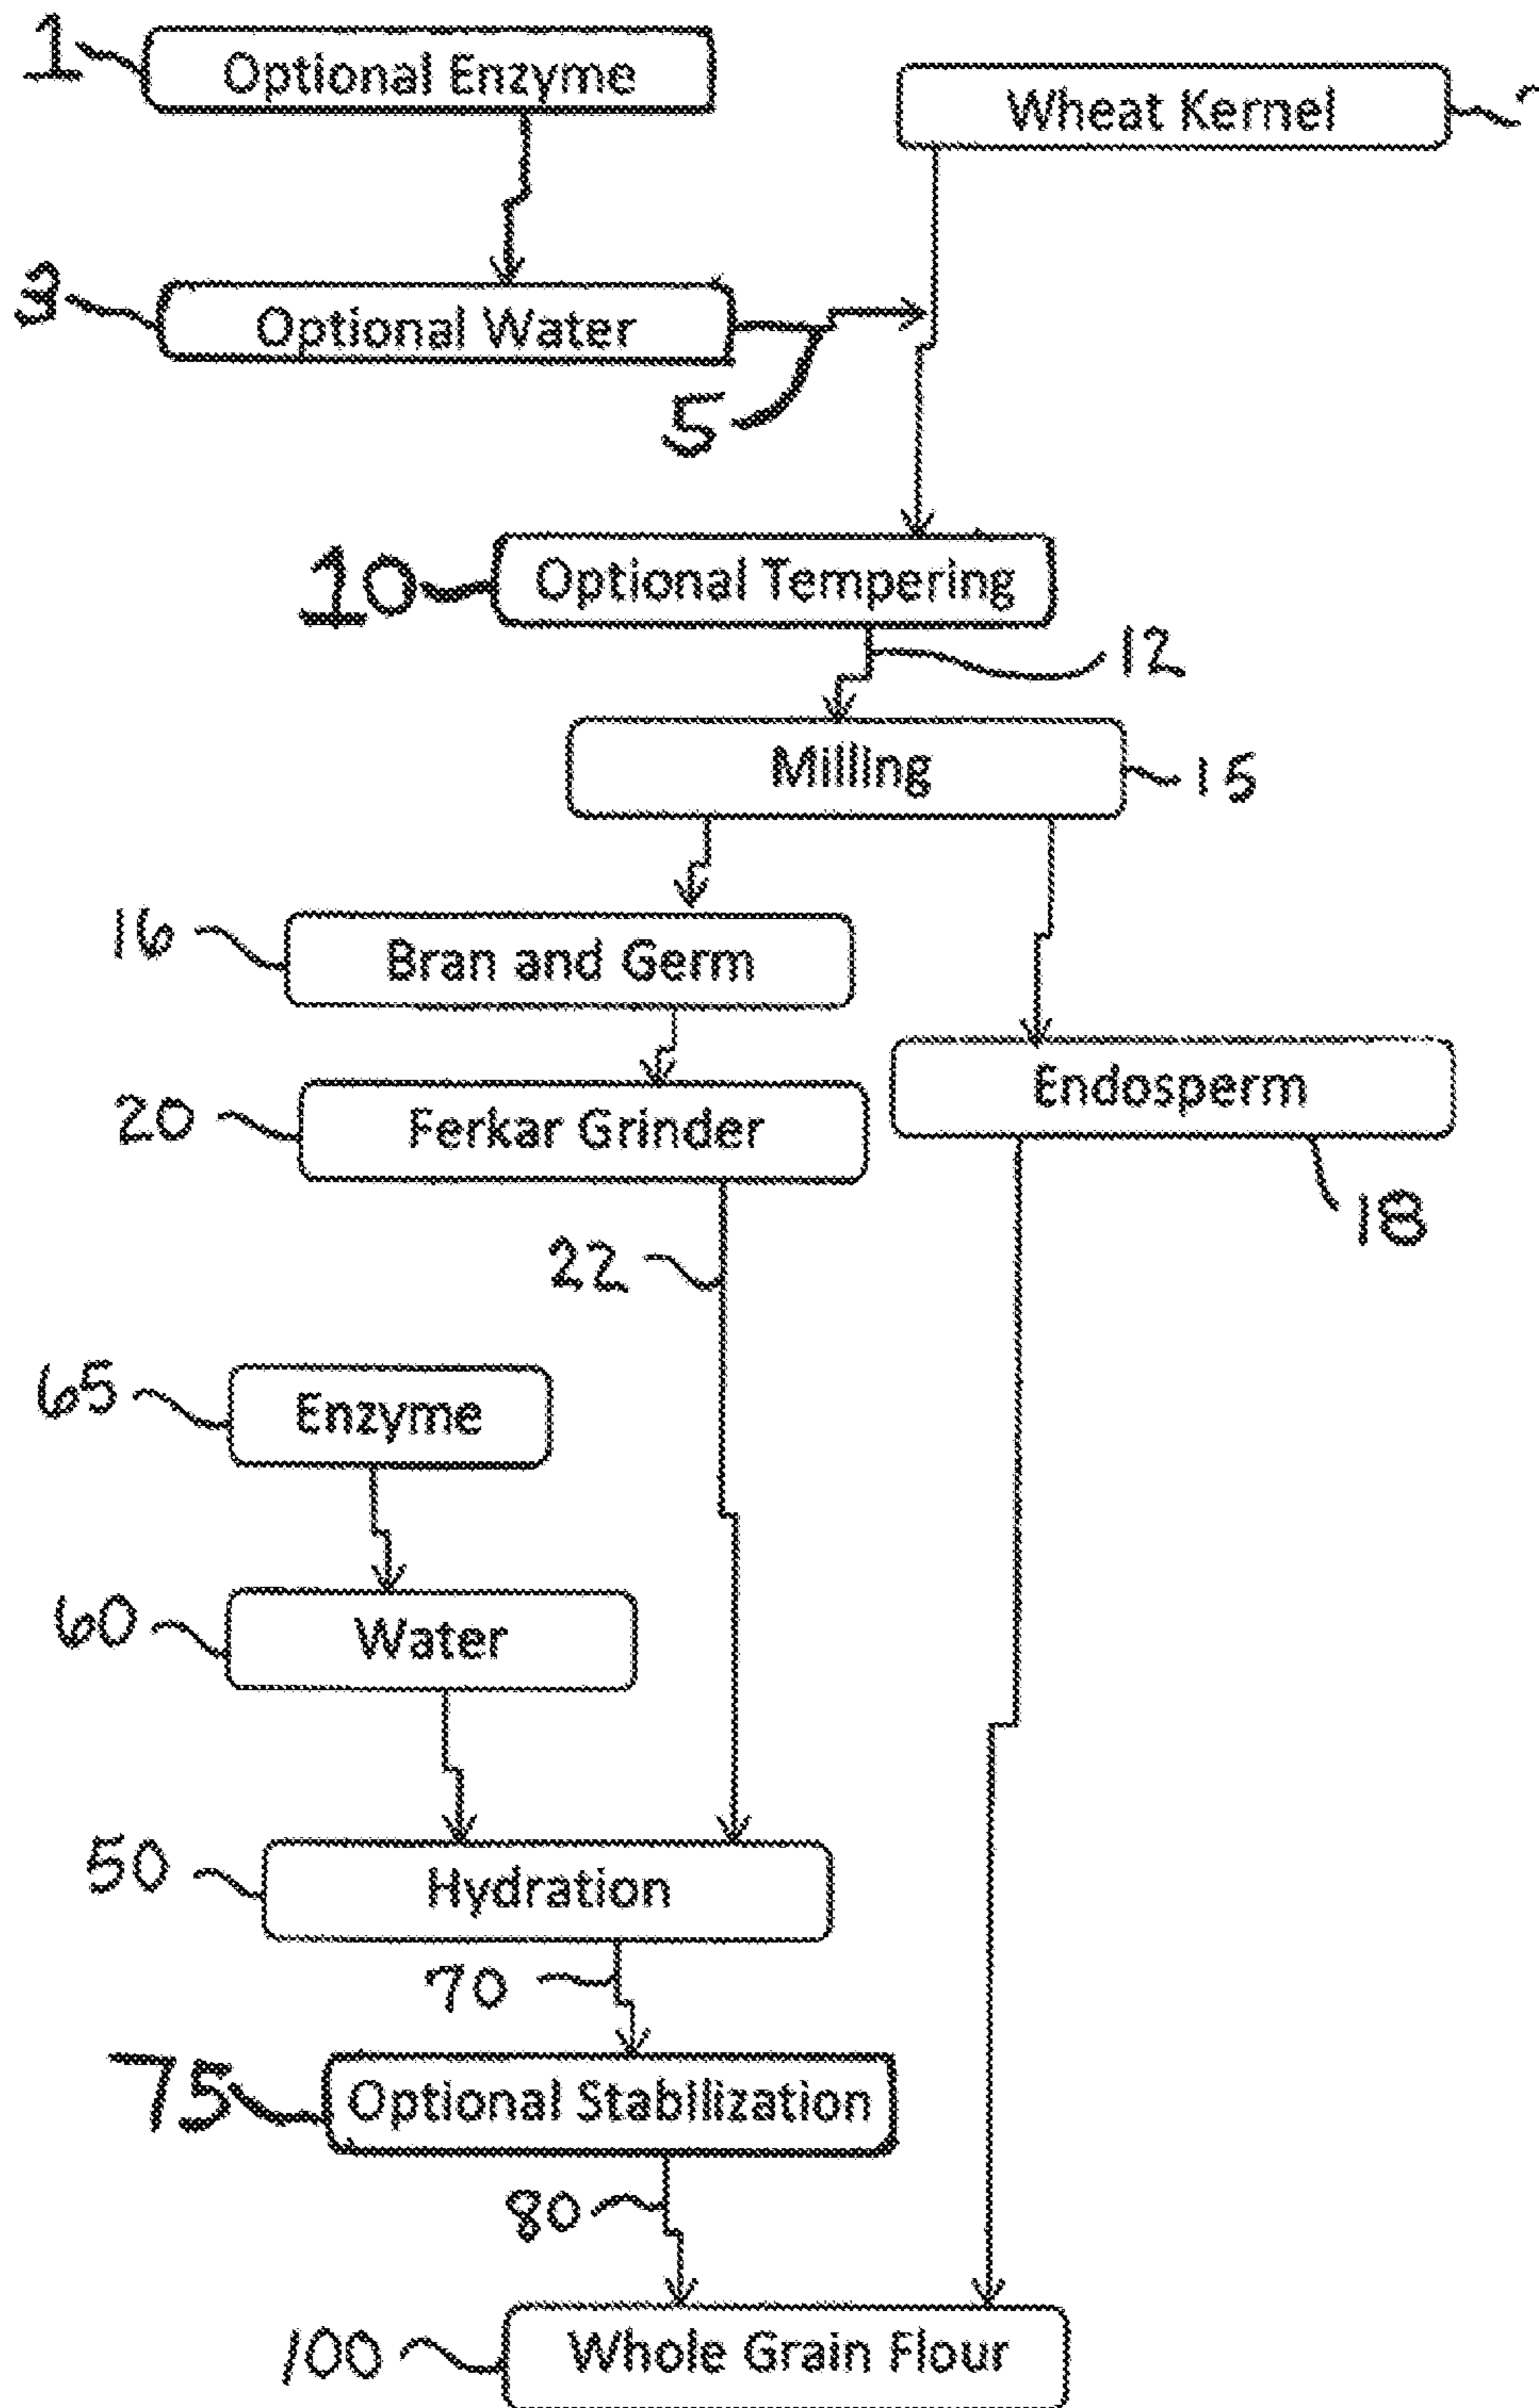 1
Optional Enzyme
Wheat Kernel
3
Optional Water
5
10
Optional Tempering
12
Milling
15
16
Bran and Germ
20
Ferkar Grinder
Endosperm
18
22
65
Enzyme
60
Water
50
Hydration
70
75
Optional Stabilization
80
100
Whole Grain Flour